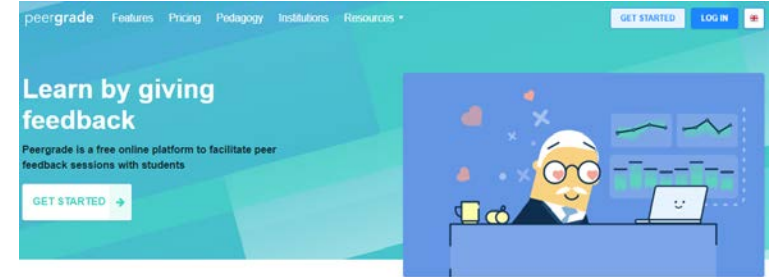 peergrade Features Pricing Pedagogy Institutions Resources GET STARTED LOG IN
Learn by giving
feedback
Peergrade is a free online platform to facilitate peer
feedback sessions with students
GET STARTED